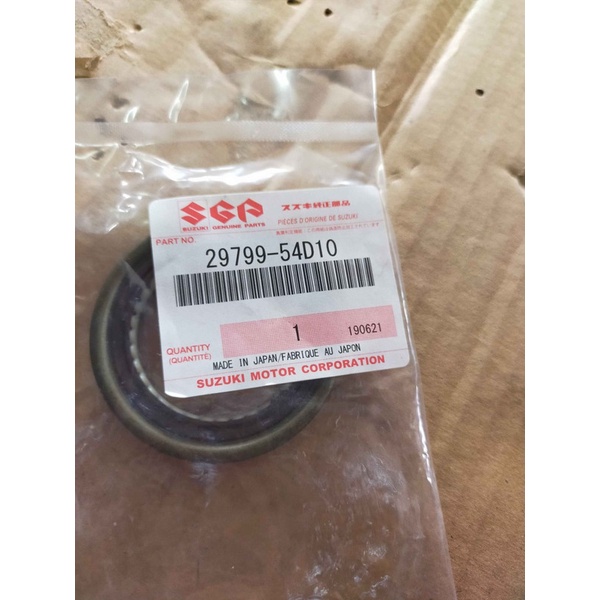 SGP
SUZUKI GENUINE PARTS
スズキ純正部品
PIÈCES D'ORIGINE DE SUZUKI
PART NO.
29799-54D10
1
190621
QUANTITY
(QUANTITÉ)
MADE IN JAPAN/FABRIQUE AU JAPON
SUZUKI MOTOR CORPORATION